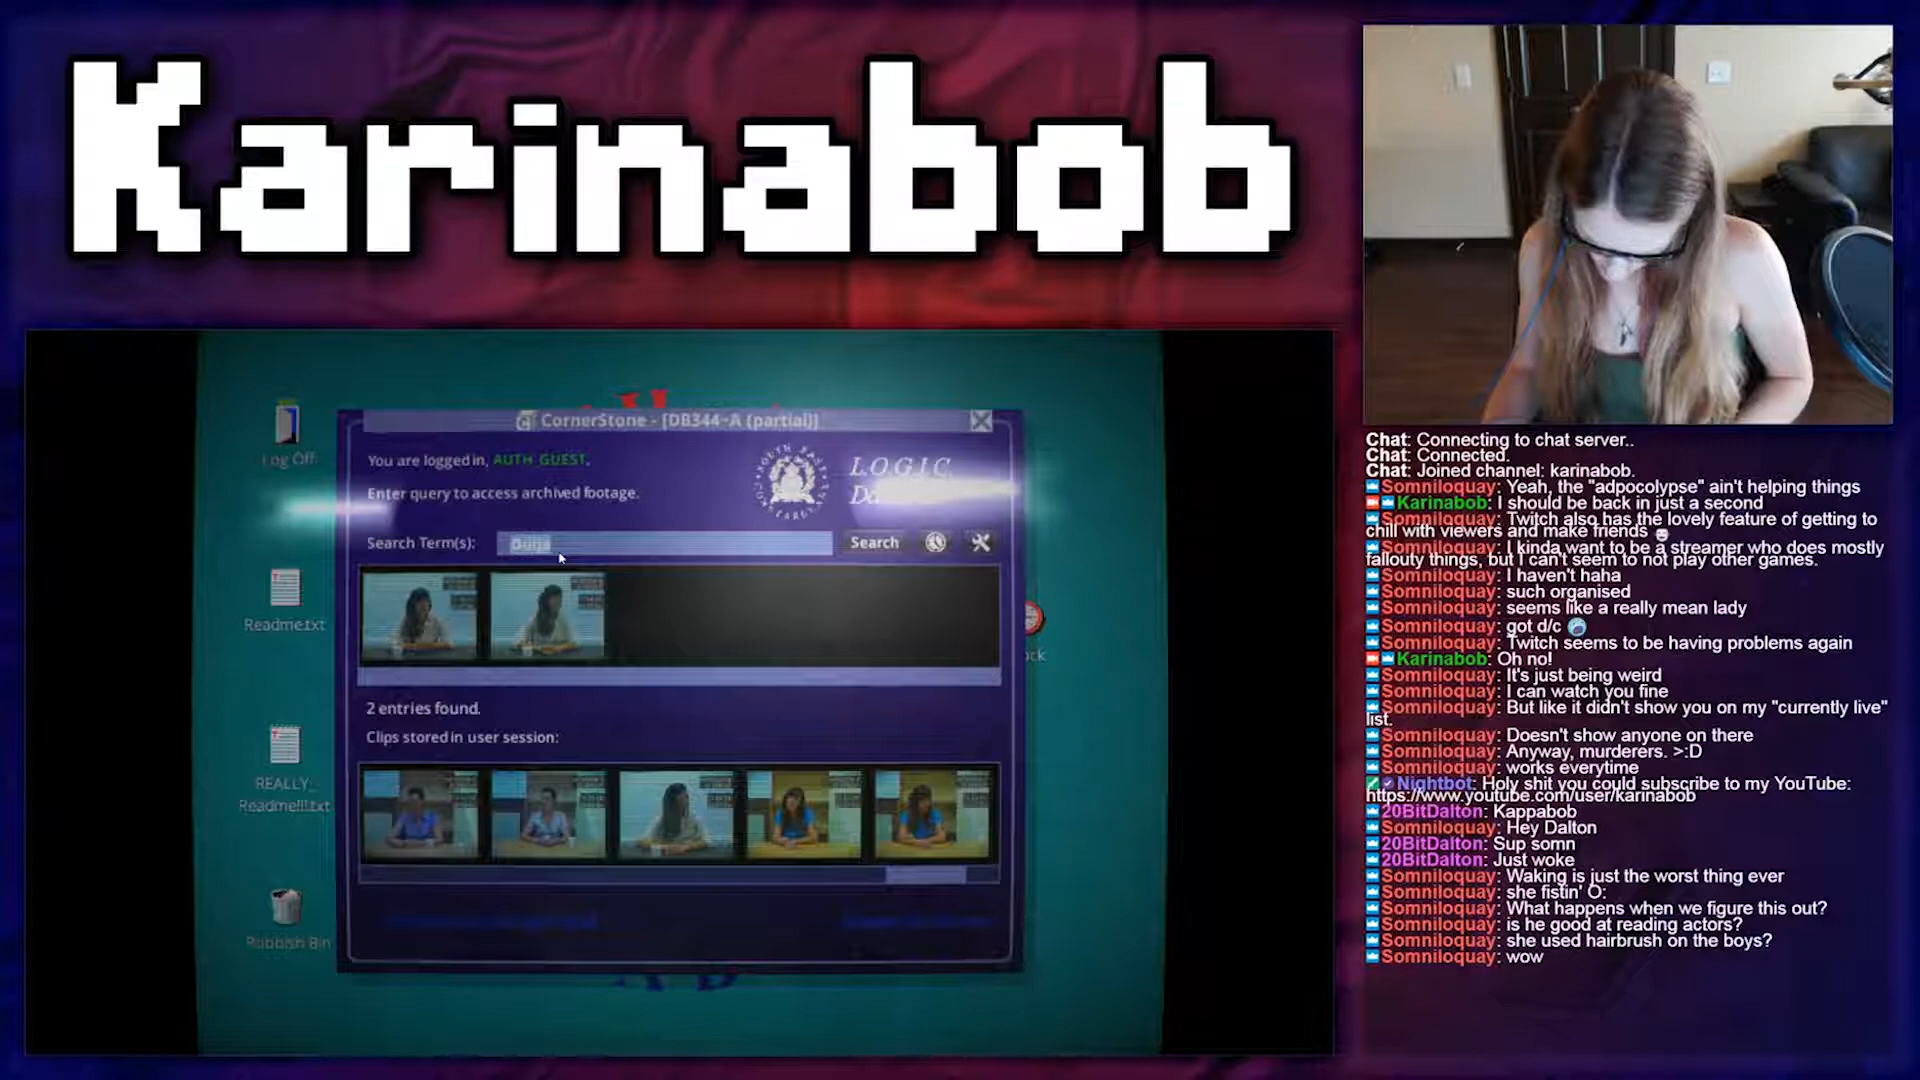 Karinabob
CornerStone - [DB344-A (partial)]
Log Off
You are logged in, AUTH_GUEST.
Enter query to access archived footage.
L.O.G.I.C.
SOUTH EAST
Search Term(s):
Ouija
Search
Readme.txt
2 entries found.
Clips stored in user session:
REALLY_
Readme!!!.txt
Rubbish Bin
Chat: Connecting to chat server..
Chat: Connected.
Chat: Joined channel: karinabob.
Somniloquay: Yeah, the "adpocolypse" ain't helping things
Karinabob: I should be back in just a second
Somniloquay: Twitch also has the lovely feature of getting to
chill with viewers and make friends
Somniloquay: I kinda want to be a streamer who does mostly
fallouty things, but I can't seem to not play other games.
Somniloquay: I haven't haha
Somniloquay: such organised
Somniloquay: seems like a really mean lady
Somniloquay: got d/c
Somniloquay: Twitch seems to be having problems again
Karinabob: Oh no!
Somniloquay: It's just being weird
Somniloquay: I can watch you fine
Somniloquay: But like it didn't show you on my "currently live"
list.
Somniloquay: Doesn't show anyone on there
Somniloquay: Anyway, murderers. >:D
Somniloquay: works everytime
Nightbot: Holy shit you could subscribe to my YouTube:
https://www.youtube.com/user/karinabob
20BitDalton: Kappabob
Somniloquay: Hey Dalton
20BitDalton: Sup somn
20BitDalton: Just woke
Somniloquay: Waking is just the worst thing ever
Somniloquay: she fistin' O:
Somniloquay: What happens when we figure this out?
Somniloquay: is he good at reading actors?
Somniloquay: she used hairbrush on the boys?
Somniloquay: wow